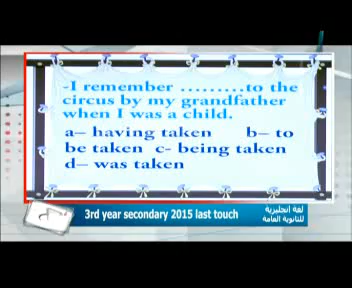 -I remember .........to the
circus by my grandfather
when I was a child.
a– having taken b– to
be taken c- being taken
d– was taken
3rd year secondary 2015 last touch
لغة إنجليزية
للثانوية العامة